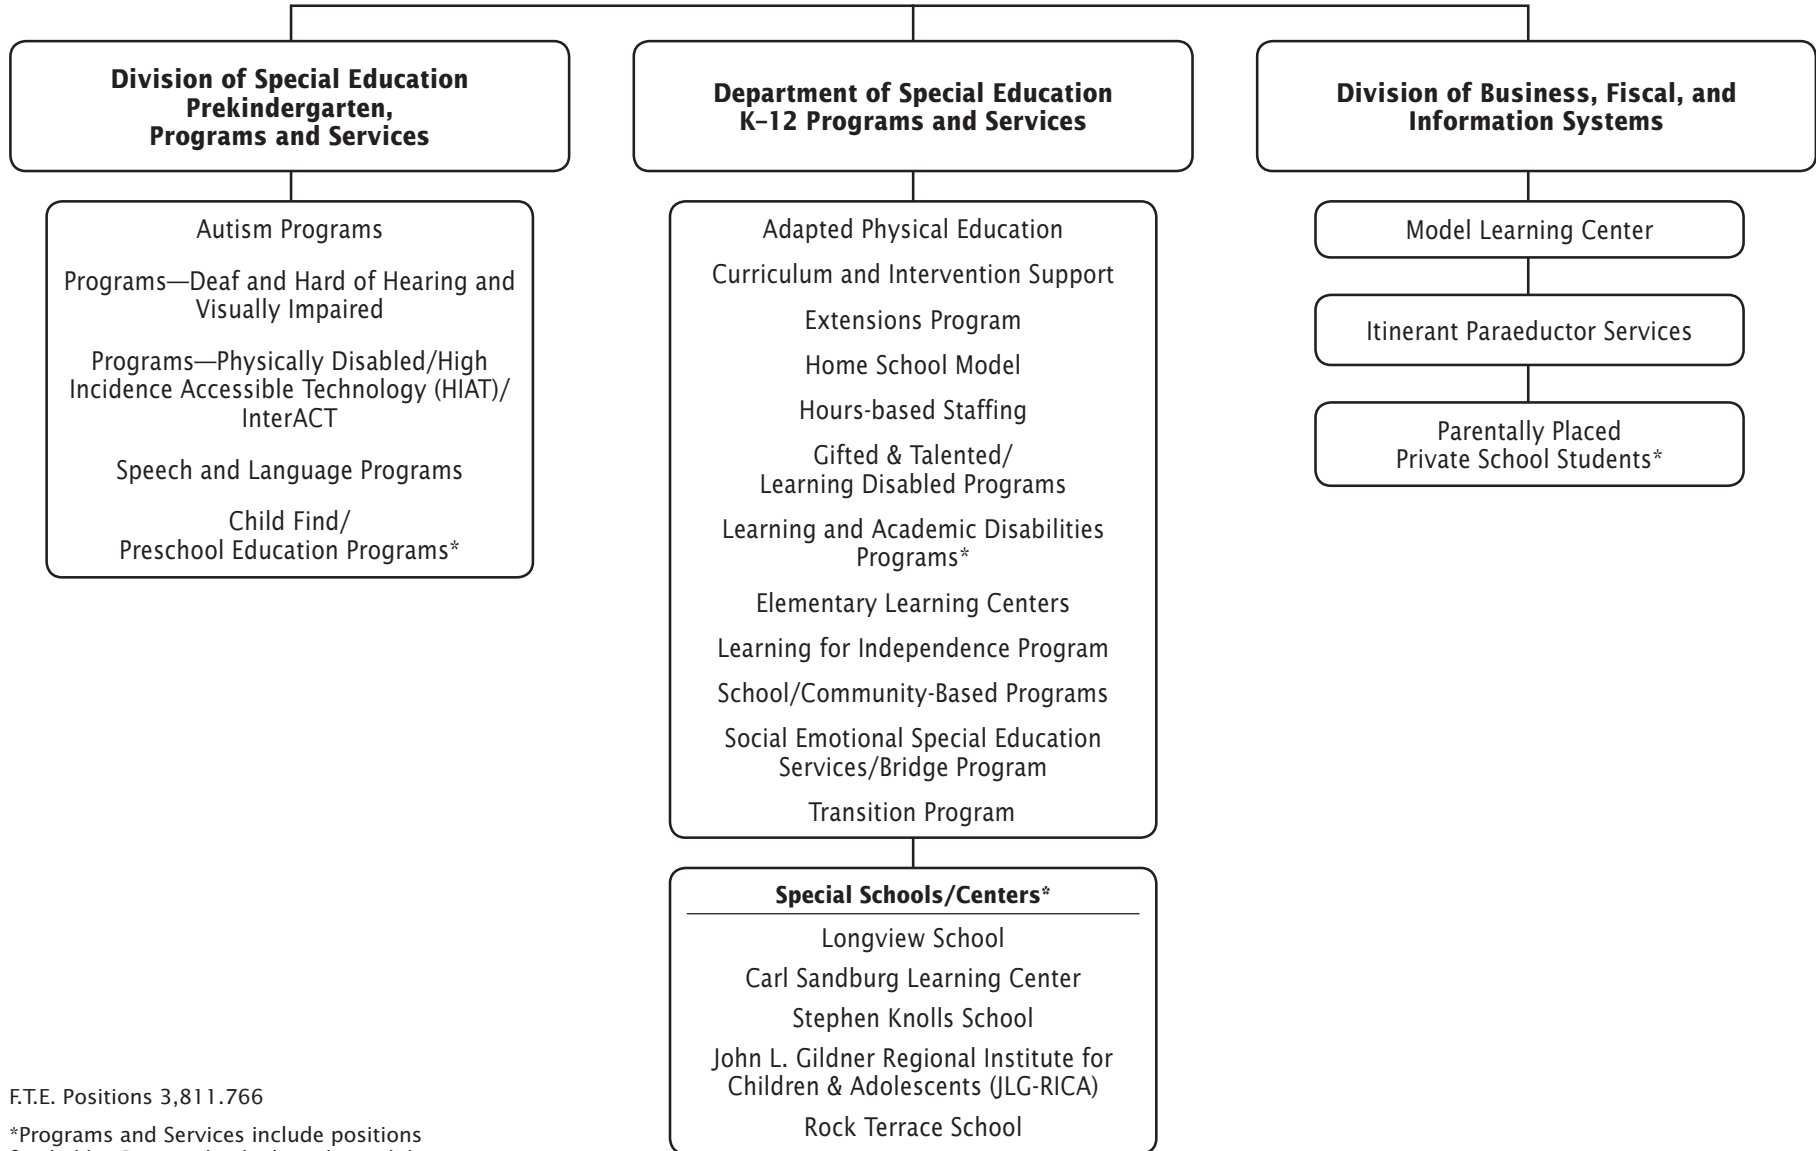 Division of Special Education
Prekindergarten,
Programs and Services
Autism Programs
Programs—Deaf and Hard of Hearing and
Visually Impaired
Programs—Physically Disabled/High
Incidence Accessible Technology (HIAT)/
InterACT
Speech and Language Programs
Child Find/
Preschool Education Programs*
Department of Special Education
K–12 Programs and Services
Adapted Physical Education
Curriculum and Intervention Support
Extensions Program
Home School Model
Hours-based Staffing
Gifted & Talented/
Learning Disabled Programs
Learning and Academic Disabilities
Programs*
Elementary Learning Centers
Learning for Independence Program
School/Community-Based Programs
Social Emotional Special Education
Services/Bridge Program
Transition Program
Special Schools/Centers*
Longview School
Carl Sandburg Learning Center
Stephen Knolls School
John L. Gildner Regional Institute for
Children & Adolescents (JLG-RICA)
Rock Terrace School
Division of Business, Fiscal, and
Information Systems
Model Learning Center
Itinerant Paraeductor Services
Parentally Placed
Private School Students*
F.T.E. Positions 3,811.766
*Programs and Services include positions